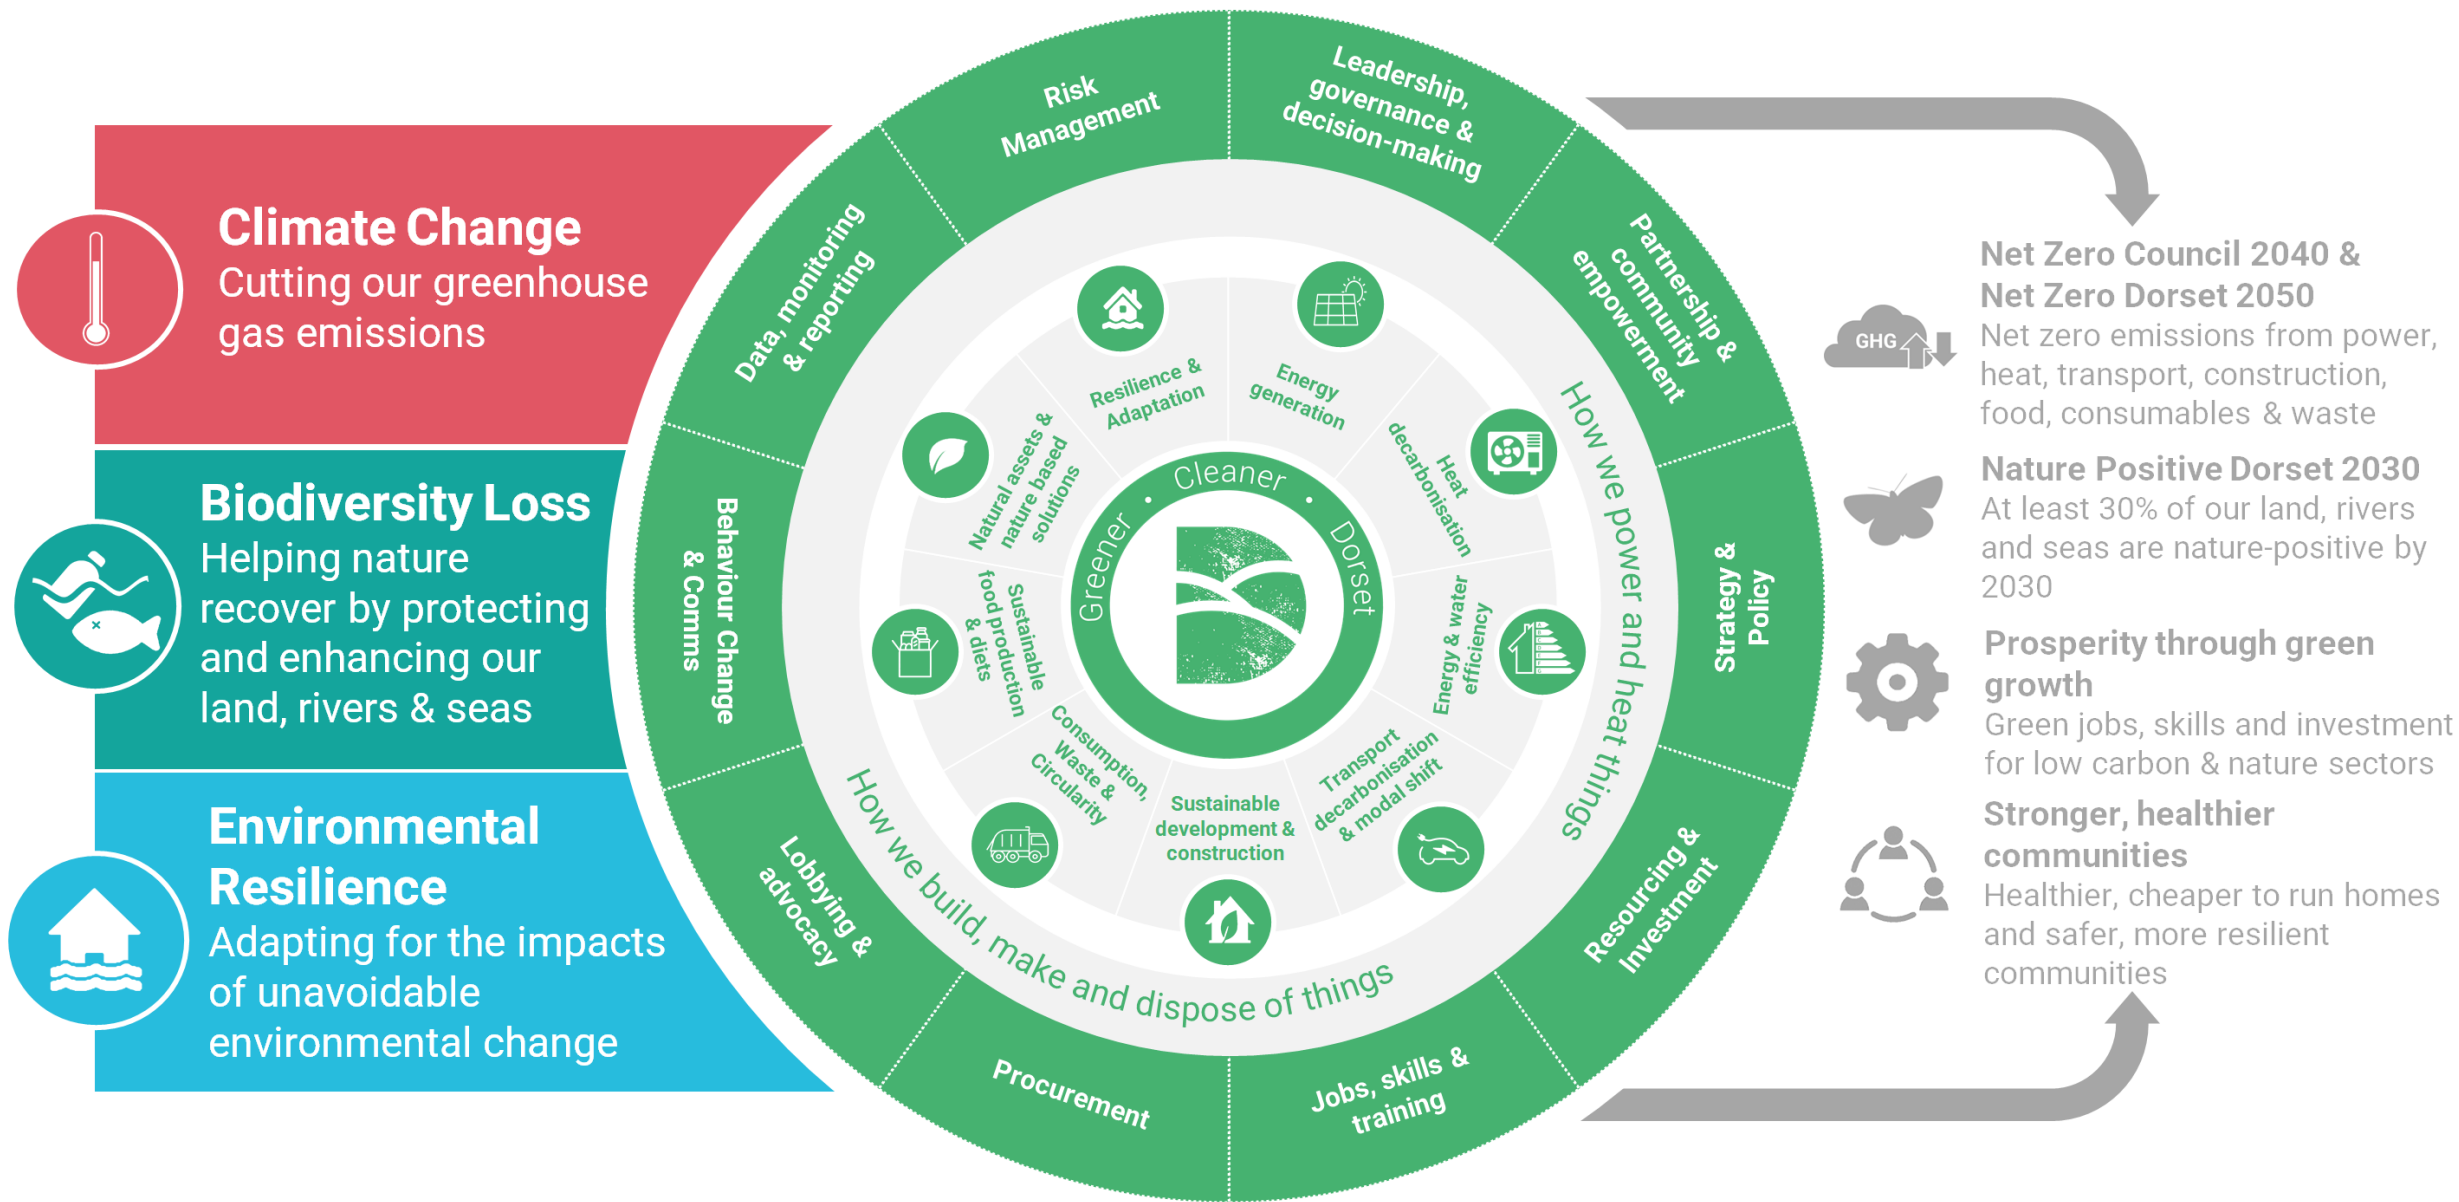 Climate Change
Cutting our greenhouse
gas emissions
Biodiversity Loss
Helping nature
recover by protecting
and enhancing our
land, rivers & seas
Environmental
Resilience
Adapting for the impacts
of unavoidable
environmental change
Risk
Management
Leadership,
governance &
decision-making
Partnership &
community
empowerment
Strategy &
Policy
Resourcing &
Investment
Jobs, skills &
training
Procurement
Lobbying &
advocacy
Behaviour Change
& Comms
Data, monitoring
& reporting
How we power and heat things
How we build, make and dispose of things
Resilience &
Adaptation
Energy
generation
Heat
decarbonisation
Energy & water
efficiency
Transport
decarbonisation
& modal shift
Sustainable
development &
construction
Consumption,
Waste &
Circularity
Sustainable
food production
& diets
Natural assets &
nature based
solutions
Greener • Cleaner • Dorset
GHG
Net Zero Council 2040 &
Net Zero Dorset 2050
Net zero emissions from power,
heat, transport, construction,
food, consumables & waste
Nature Positive Dorset 2030
At least 30% of our land, rivers
and seas are nature-positive by
2030
Prosperity through green
growth
Green jobs, skills and investment
for low carbon & nature sectors
Stronger, healthier
communities
Healthier, cheaper to run homes
and safer, more resilient
communities